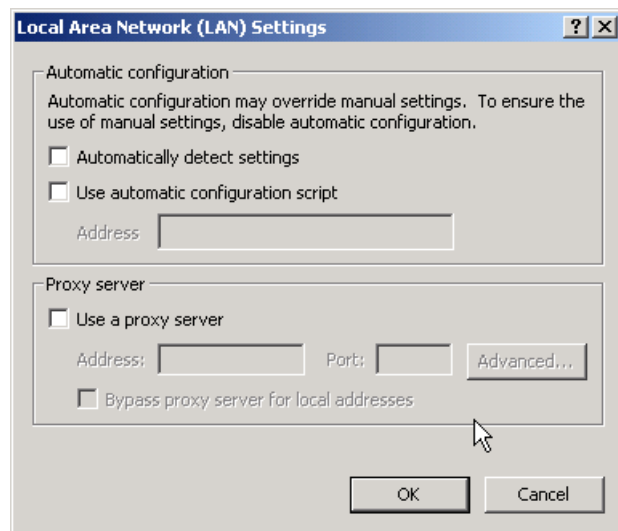 Local Area Network (LAN) Settings
Automatic configuration
Automatic configuration may override manual settings. To ensure the
use of manual settings, disable automatic configuration.
Automatically detect settings
Use automatic configuration script
Address
Proxy server
Use a proxy server
Address: Port: Advanced...
Bypass proxy server for local addresses
OK Cancel